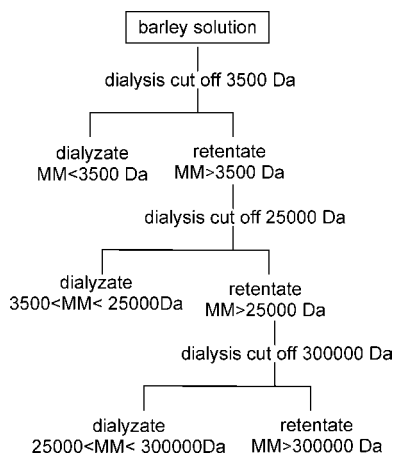 barley solution
dialysis cut off 3500 Da
dialyzate
MM<3500 Da
retentate
MM>3500 Da
dialysis cut off 25000 Da
dialyzate
3500<MM< 25000Da
retentate
MM>25000 Da
dialysis cut off 300000 Da
dialyzate
25000<MM< 300000Da
retentate
MM>300000 Da